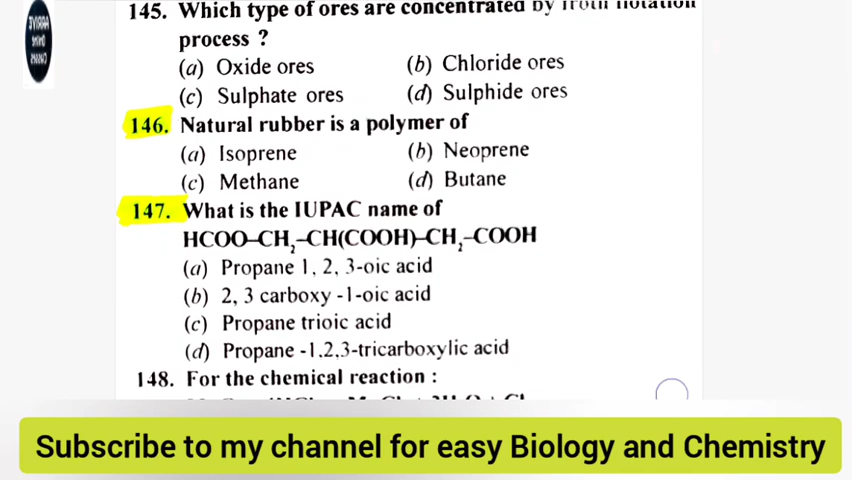 145. Which type of ores are concentrated by froth flotation
process ?
(a) Oxide ores (b) Chloride ores
(c) Sulphate ores (d) Sulphide ores
146. Natural rubber is a polymer of
(a) Isoprene (b) Neoprene
(c) Methane (d) Butane
147. What is the IUPAC name of
HCOO–CH₂–CH(COOH)–CH₂–COOH
(a) Propane 1, 2, 3-oic acid
(b) 2, 3 carboxy -1-oic acid
(c) Propane trioic acid
(d) Propane -1,2,3-tricarboxylic acid
148. For the chemical reaction :
Subscribe to my channel for easy Biology and Chemistry